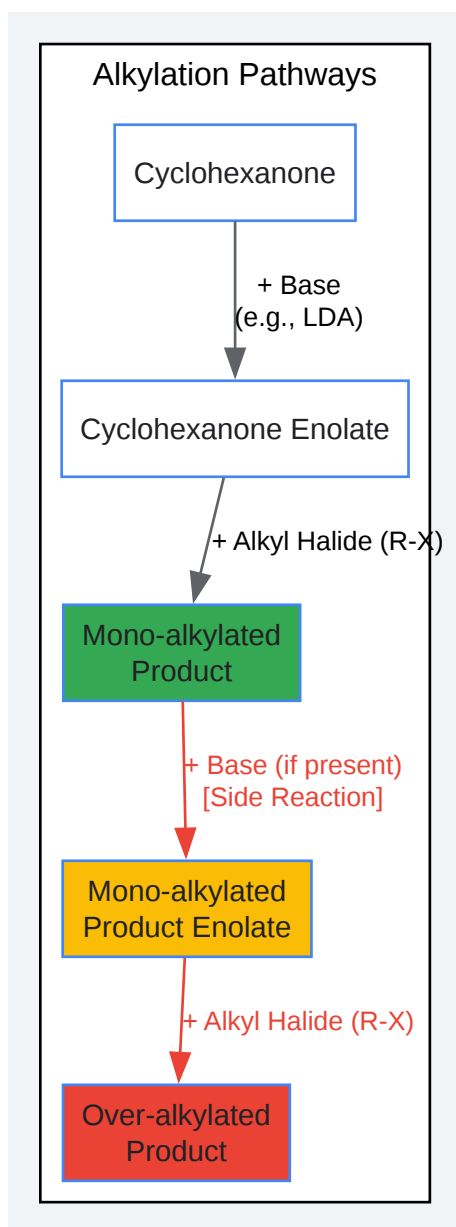 Alkylation Pathways
Cyclohexanone
+ Base
(e.g., LDA)
Cyclohexanone Enolate
+ Alkyl Halide (R-X)
Mono-alkylated
Product
+ Base (if present)
[Side Reaction]
Mono-alkylated
Product Enolate
+ Alkyl Halide (R-X)
Over-alkylated
Product